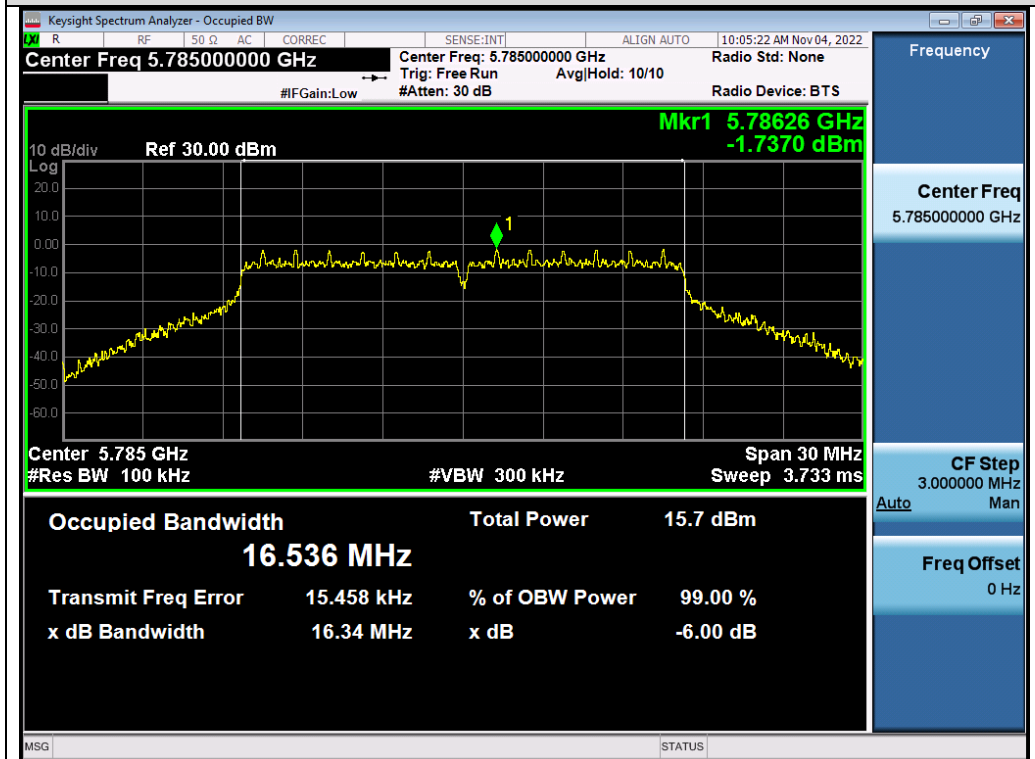 Keysight Spectrum Analyzer - Occupied BW
LXI R RF 50 Ω AC CORREC SENSE:INT ALIGN AUTO 10:05:22 AM Nov 04, 2022
Center Freq 5.785000000 GHz
Center Freq: 5.785000000 GHz Radio Std: None
Trig: Free Run Avg|Hold: 10/10
#IFGain:Low #Atten: 30 dB Radio Device: BTS
Frequency
Mkr1 5.78626 GHz
10 dB/div Ref 30.00 dBm -1.7370 dBm
Log
20.0
10.0
0.00
-10.0
-20.0
-30.0
-40.0
-50.0
-60.0
1
Center 5.785 GHz Span 30 MHz
#Res BW 100 kHz #VBW 300 kHz Sweep 3.733 ms
Center Freq
5.785000000 GHz
CF Step
3.000000 MHz
Auto Man
Freq Offset
0 Hz
Occupied Bandwidth Total Power 15.7 dBm
16.536 MHz
Transmit Freq Error 15.458 kHz % of OBW Power 99.00 %
x dB Bandwidth 16.34 MHz x dB -6.00 dB
MSG STATUS